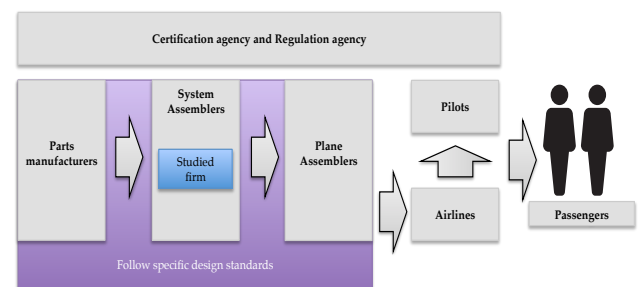 Certification agency and Regulation agency
Parts
manufacturers
System
Assemblers
Studied
firm
Plane
Assemblers
Follow specific design standards
Pilots
Airlines
Passengers